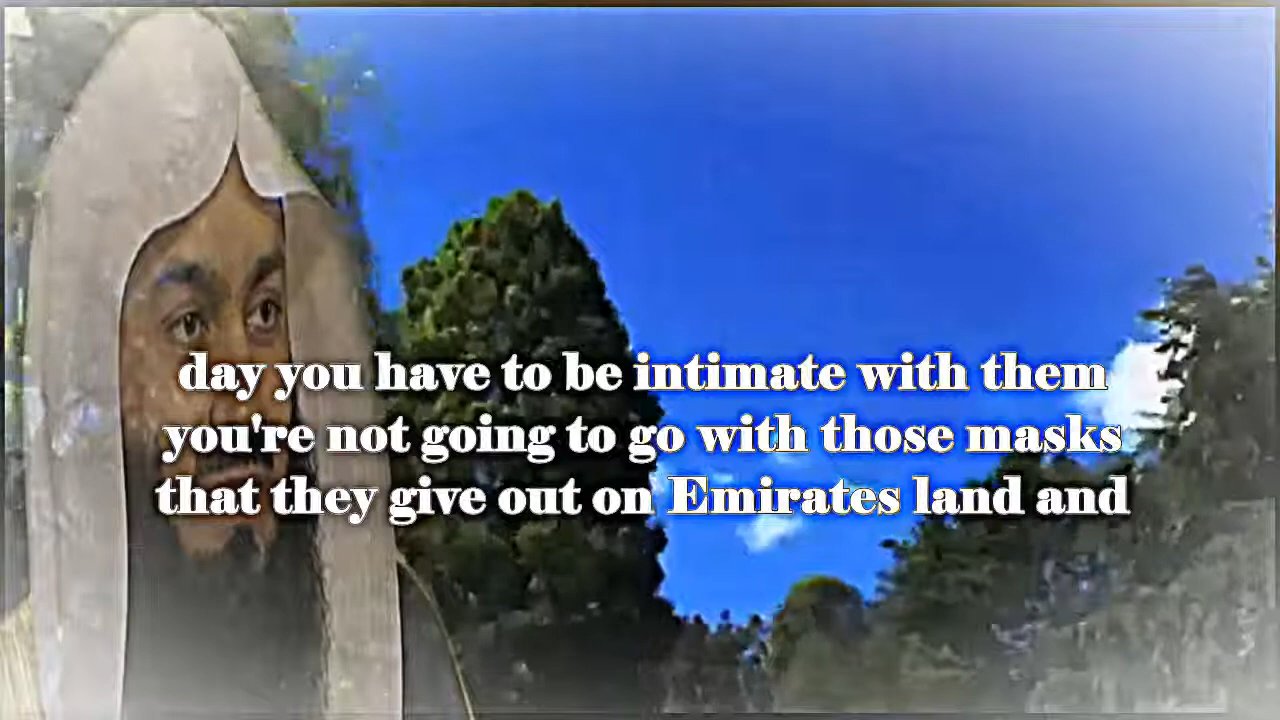 day you have to be intimate with them
you're not going to go with those masks
that they give out on Emirates land and